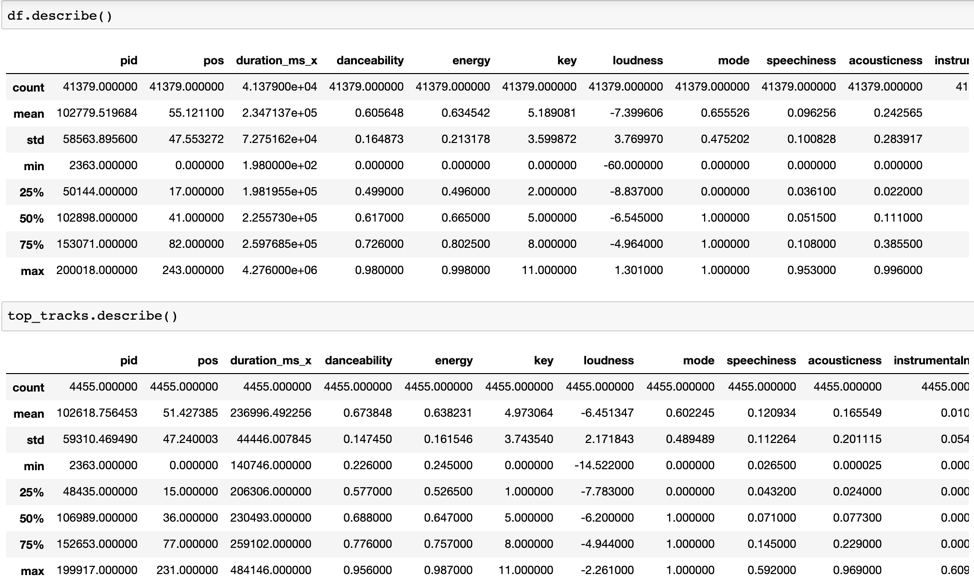 df.describe()
pid pos duration_ms_x danceability energy key loudness mode speechiness acousticness instrur
count 41379.000000 41379.000000 4.137900e+04 41379.000000 41379.000000 41379.000000 41379.000000 41379.000000 41379.000000 41379.000000 41
mean 102779.519684 55.121100 2.347137e+05 0.605648 0.634542 5.189081 -7.399606 0.655526 0.096256 0.242565
std 58563.895600 47.553272 7.275162e+04 0.164873 0.213178 3.599872 3.769970 0.475202 0.100828 0.283917
min 2363.000000 0.000000 1.980000e+02 0.000000 0.000000 0.000000 -60.000000 0.000000 0.000000 0.000000
25% 50144.000000 17.000000 1.981955e+05 0.499000 0.496000 2.000000 -8.837000 0.000000 0.036100 0.022000
50% 102898.000000 41.000000 2.255730e+05 0.617000 0.665000 5.000000 -6.545000 1.000000 0.051500 0.111000
75% 153071.000000 82.000000 2.597685e+05 0.726000 0.802500 8.000000 -4.964000 1.000000 0.108000 0.385500
max 200018.000000 243.000000 4.276000e+06 0.980000 0.998000 11.000000 1.301000 1.000000 0.953000 0.996000
top_tracks.describe()
pid pos duration_ms_x danceability energy key loudness mode speechiness acousticness instrumentaln
count 4455.000000 4455.000000 4455.000000 4455.000000 4455.000000 4455.000000 4455.000000 4455.000000 4455.000000 4455.000000 4455.000
mean 102618.756453 51.427385 236996.492256 0.673848 0.638231 4.973064 -6.451347 0.602245 0.120934 0.165549 0.010
std 59310.469490 47.240003 44446.007845 0.147450 0.161546 3.743540 2.171843 0.489489 0.112264 0.201115 0.054
min 2363.000000 0.000000 140746.000000 0.226000 0.245000 0.000000 -14.522000 0.000000 0.026500 0.000025 0.000
25% 48435.000000 15.000000 206306.000000 0.577000 0.526500 1.000000 -7.783000 0.000000 0.043200 0.024000 0.000
50% 106989.000000 36.000000 230493.000000 0.688000 0.647000 5.000000 -6.200000 1.000000 0.071000 0.077300 0.000
75% 152653.000000 77.000000 259102.000000 0.776000 0.757000 8.000000 -4.944000 1.000000 0.145000 0.229000 0.000
max 199917.000000 231.000000 484146.000000 0.956000 0.987000 11.000000 -2.261000 1.000000 0.592000 0.969000 0.609